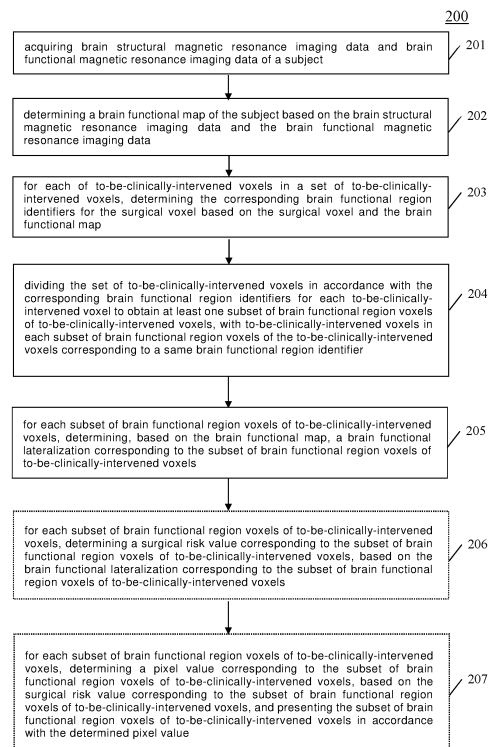 200
acquiring brain structural magnetic resonance imaging data and brain
functional magnetic resonance imaging data of a subject
201
determining a brain functional map of the subject based on the brain structural
magnetic resonance imaging data and the brain functional magnetic
resonance imaging data
202
for each of to-be-clinically-intervened voxels in a set of to-be-clinically-
intervened voxels, determining the corresponding brain functional region
identifiers for the surgical voxel based on the surgical voxel and the brain
functional map
203
dividing the set of to-be-clinically-intervened voxels in accordance with the
corresponding brain functional region identifiers for each to-be-clinically-
intervened voxel to obtain at least one subset of brain functional region voxels
of to-be-clinically-intervened voxels, with to-be-clinically-intervened voxels in
each subset of brain functional region voxels of the to-be-clinically-intervened
voxels corresponding to a same brain functional region identifier
204
for each subset of brain functional region voxels of to-be-clinically-intervened
voxels, determining, based on the brain functional map, a brain functional
lateralization corresponding to the subset of brain functional region voxels of
to-be-clinically-intervened voxels
205
for each subset of brain functional region voxels of to-be-clinically-intervened
voxels, determining a surgical risk value corresponding to the subset of brain
functional region voxels of to-be-clinically-intervened voxels, based on the
brain functional lateralization corresponding to the subset of brain functional
region voxels of to-be-clinically-intervened voxels
206
for each subset of brain functional region voxels of to-be-clinically-intervened
voxels, determining a pixel value corresponding to the subset of brain
functional region voxels of to-be-clinically-intervened voxels, based on the
surgical risk value corresponding to the subset of brain functional region
voxels of to-be-clinically-intervened voxels, and presenting the subset of
brain functional region voxels of to-be-clinically-intervened voxels in accordance
with the determined pixel value
207